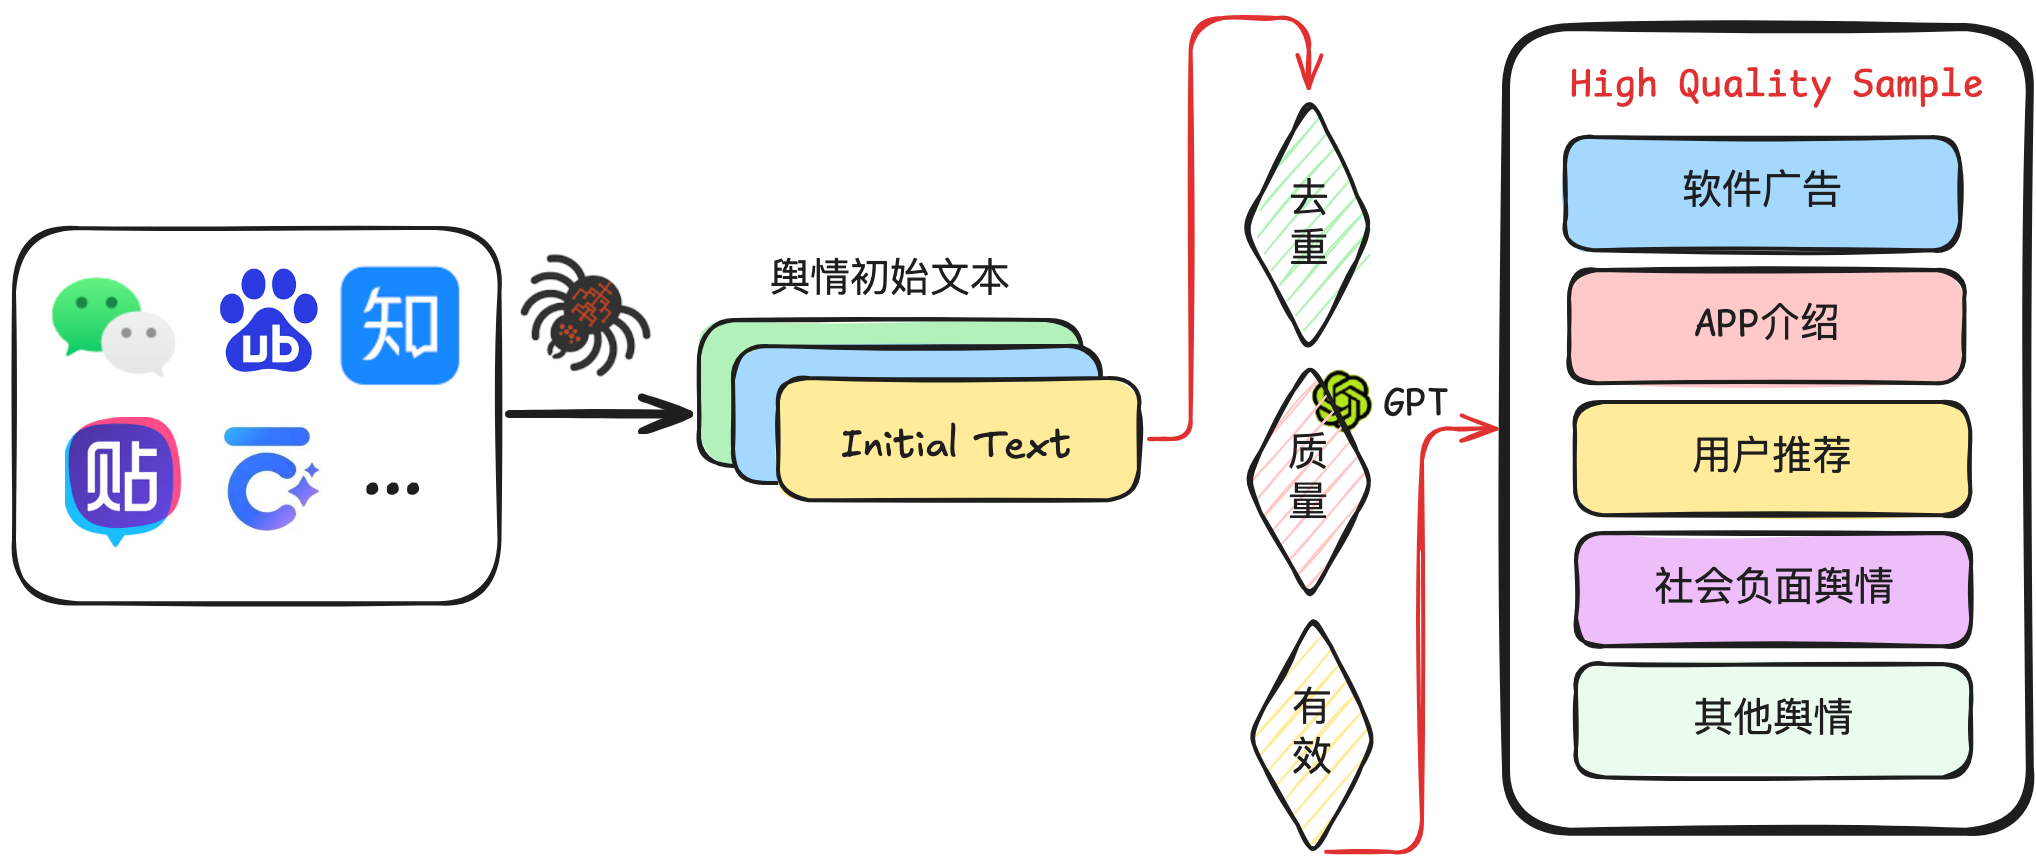 知
贴
...
舆情初始文本
Initial Text
去
重
GPT
质
量
有
效
High Quality Sample
软件广告
APP介绍
用户推荐
社会负面舆情
其他舆情